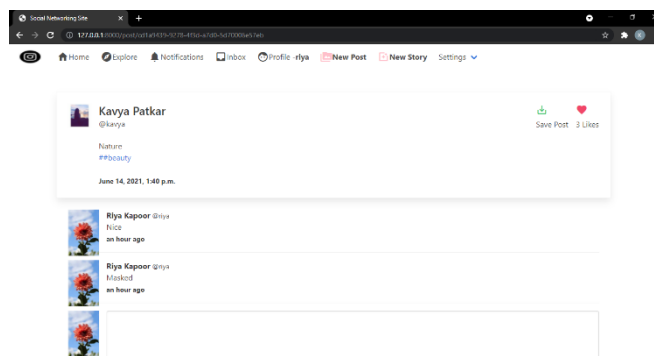 Social Networking Site
127.0.0.1:8000/post/
Home Explore Notifications Inbox Profile -riya New Post New Story Settings
Kavya Patkar
@kavya
Save Post 3 Likes
Nature
##beauty
June 14, 2021, 1:40 p.m.
Riya Kapoor @riya
Nice
an hour ago
Riya Kapoor @riya
Masked
an hour ago